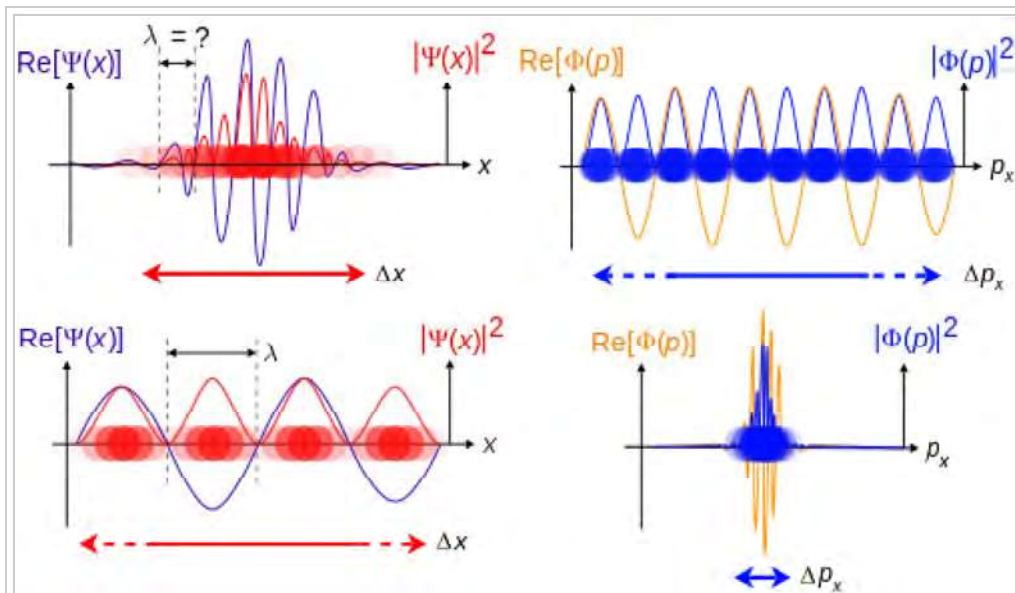 λ = ?
Re[Ψ(x)]
|Ψ(x)|²
x
Δx
Re[Φ(p)]
|Φ(p)|²
pₓ
Δpₓ
Re[Ψ(x)]
λ
|Ψ(x)|²
x
Δx
Re[Φ(p)]
|Φ(p)|²
pₓ
Δpₓ